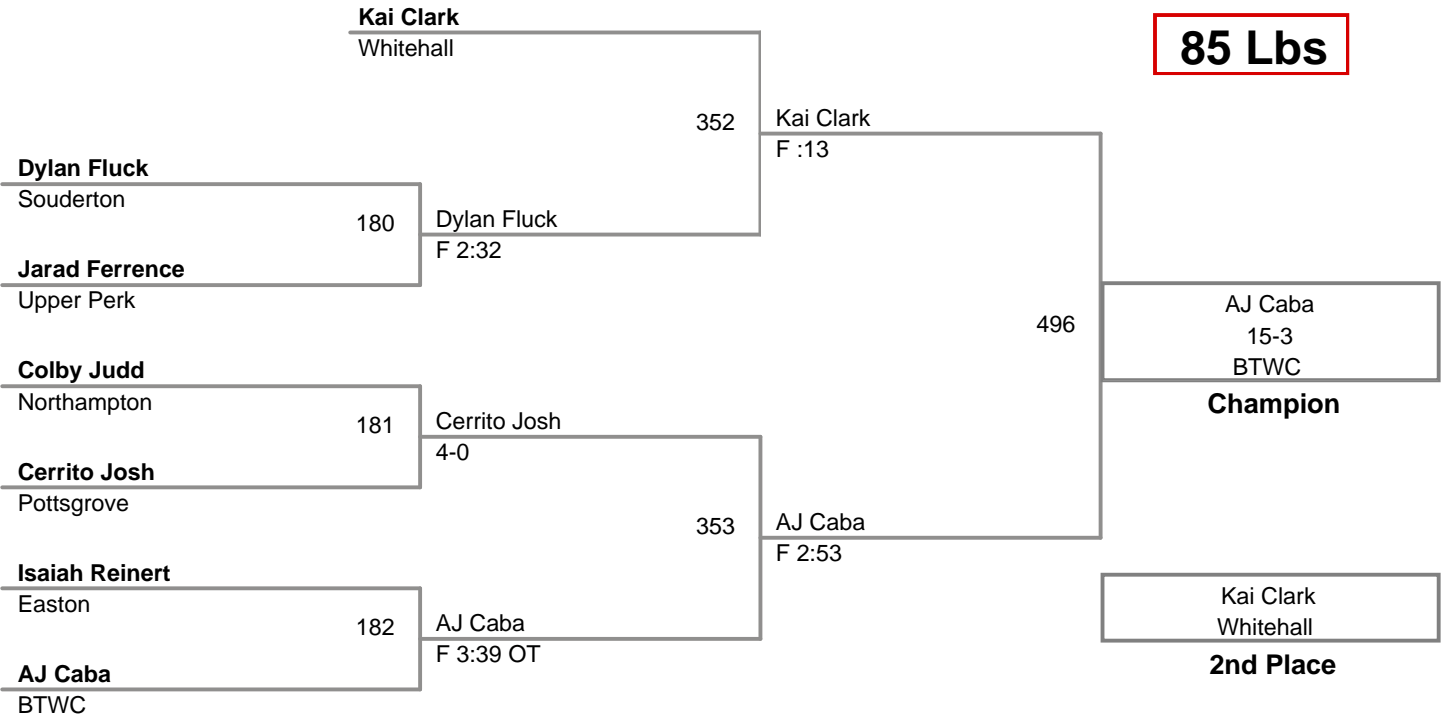 Kai Clark
Whitehall
85 Lbs
352
Kai Clark
F :13
Dylan Fluck
Souderton
180
Dylan Fluck
F 2:32
Jarad Ferrence
Upper Perk
496
AJ Caba
15-3
BTWC
Champion
Colby Judd
Northampton
181
Cerrito Josh
4-0
Cerrito Josh
Pottsgrove
353
AJ Caba
F 2:53
Isaiah Reinert
Easton
182
AJ Caba
F 3:39 OT
AJ Caba
BTWC
Kai Clark
Whitehall
2nd Place